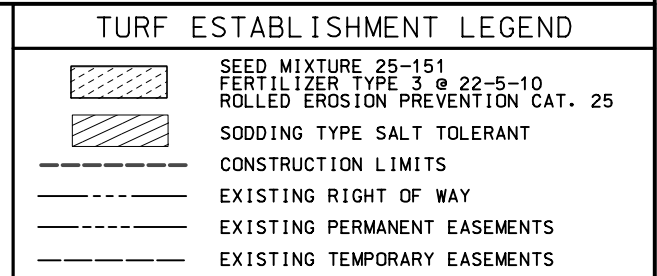 TURF ESTABLISHMENT LEGEND
SEED MIXTURE 25-151
FERTILIZER TYPE 3 @ 22-5-10
ROLLED EROSION PREVENTION CAT. 25
SODDING TYPE SALT TOLERANT
CONSTRUCTION LIMITS
EXISTING RIGHT OF WAY
EXISTING PERMANENT EASEMENTS
EXISTING TEMPORARY EASEMENTS